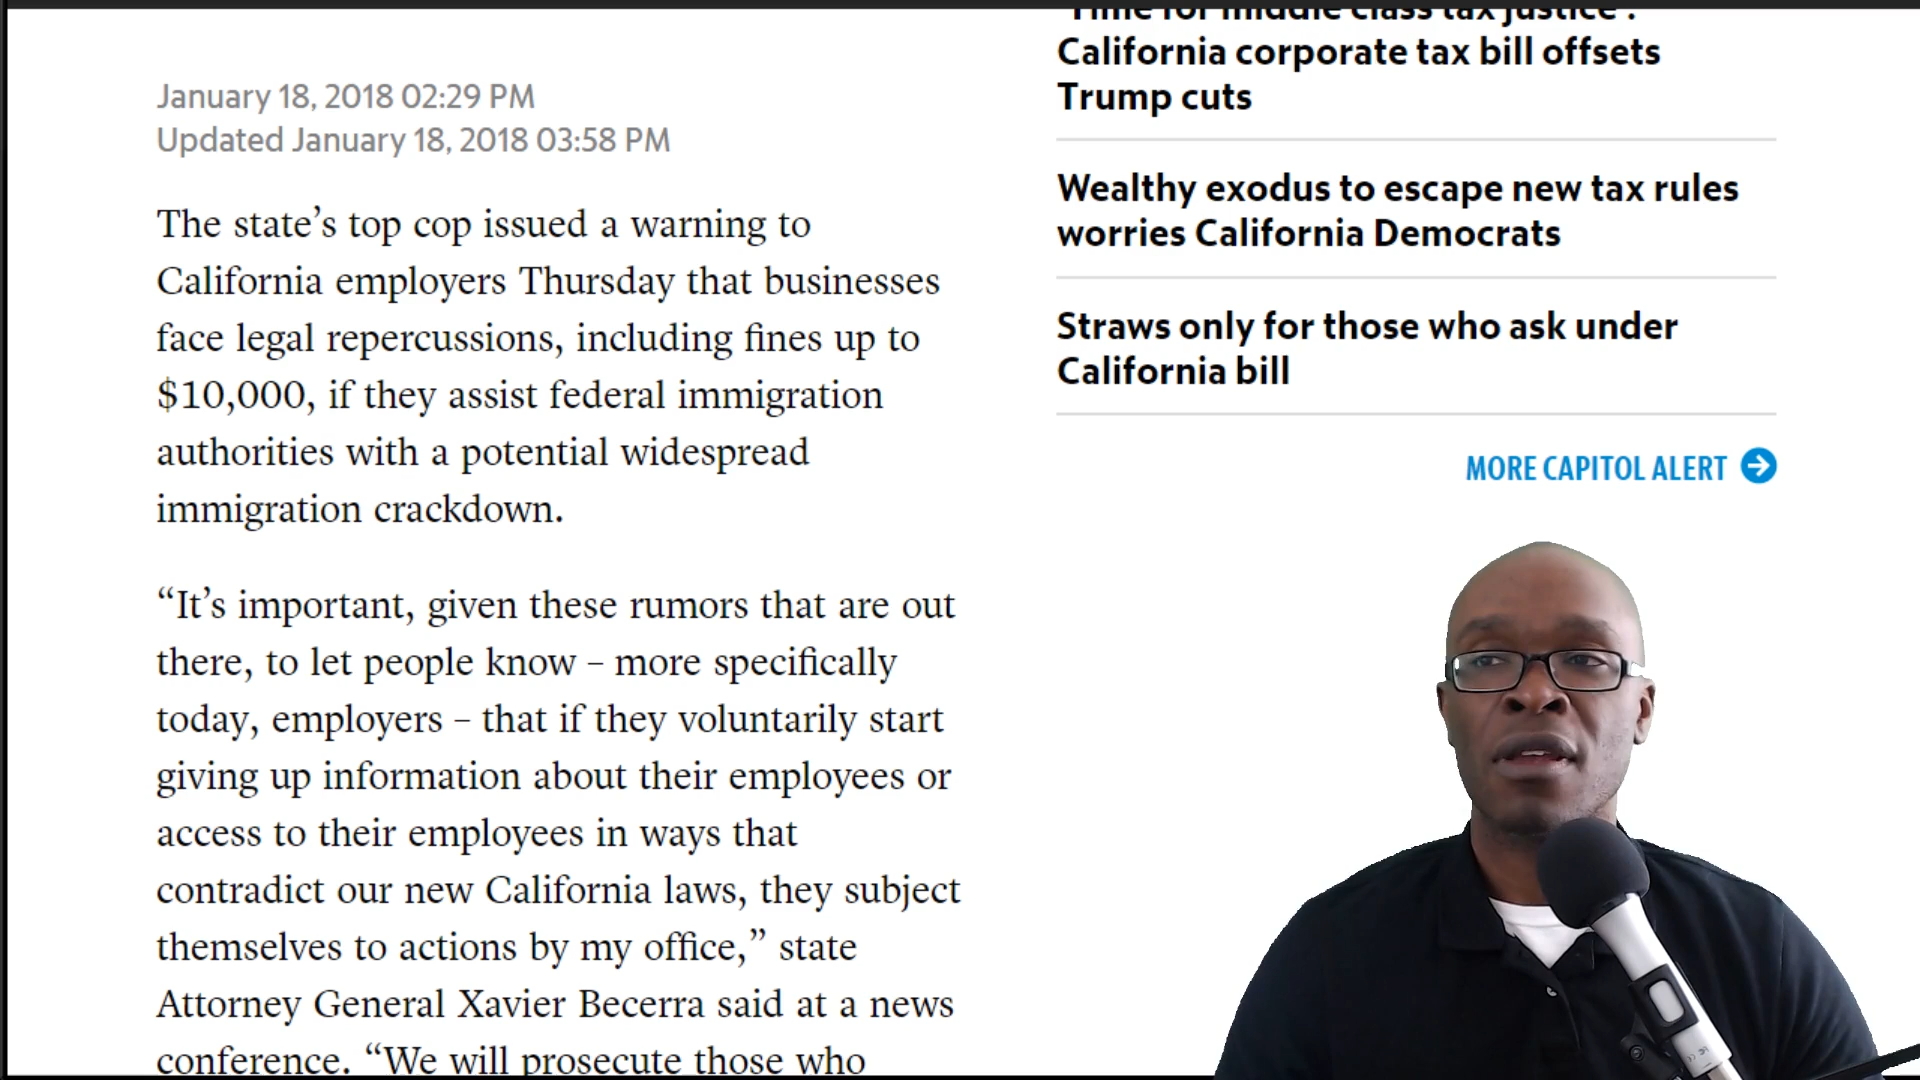 January 18, 2018 02:29 PM
Updated January 18, 2018 03:58 PM
The state’s top cop issued a warning to
California employers Thursday that businesses
face legal repercussions, including fines up to
$10,000, if they assist federal immigration
authorities with a potential widespread
immigration crackdown.
“It’s important, given these rumors that are out
there, to let people know – more specifically
today, employers – that if they voluntarily start
giving up information about their employees or
access to their employees in ways that
contradict our new California laws, they subject
themselves to actions by my office,” state
Attorney General Xavier Becerra said at a news
conference. “We will prosecute those who
'Time for middle class tax justice':
California corporate tax bill offsets
Trump cuts
Wealthy exodus to escape new tax rules
worries California Democrats
Straws only for those who ask under
California bill
MORE CAPITOL ALERT